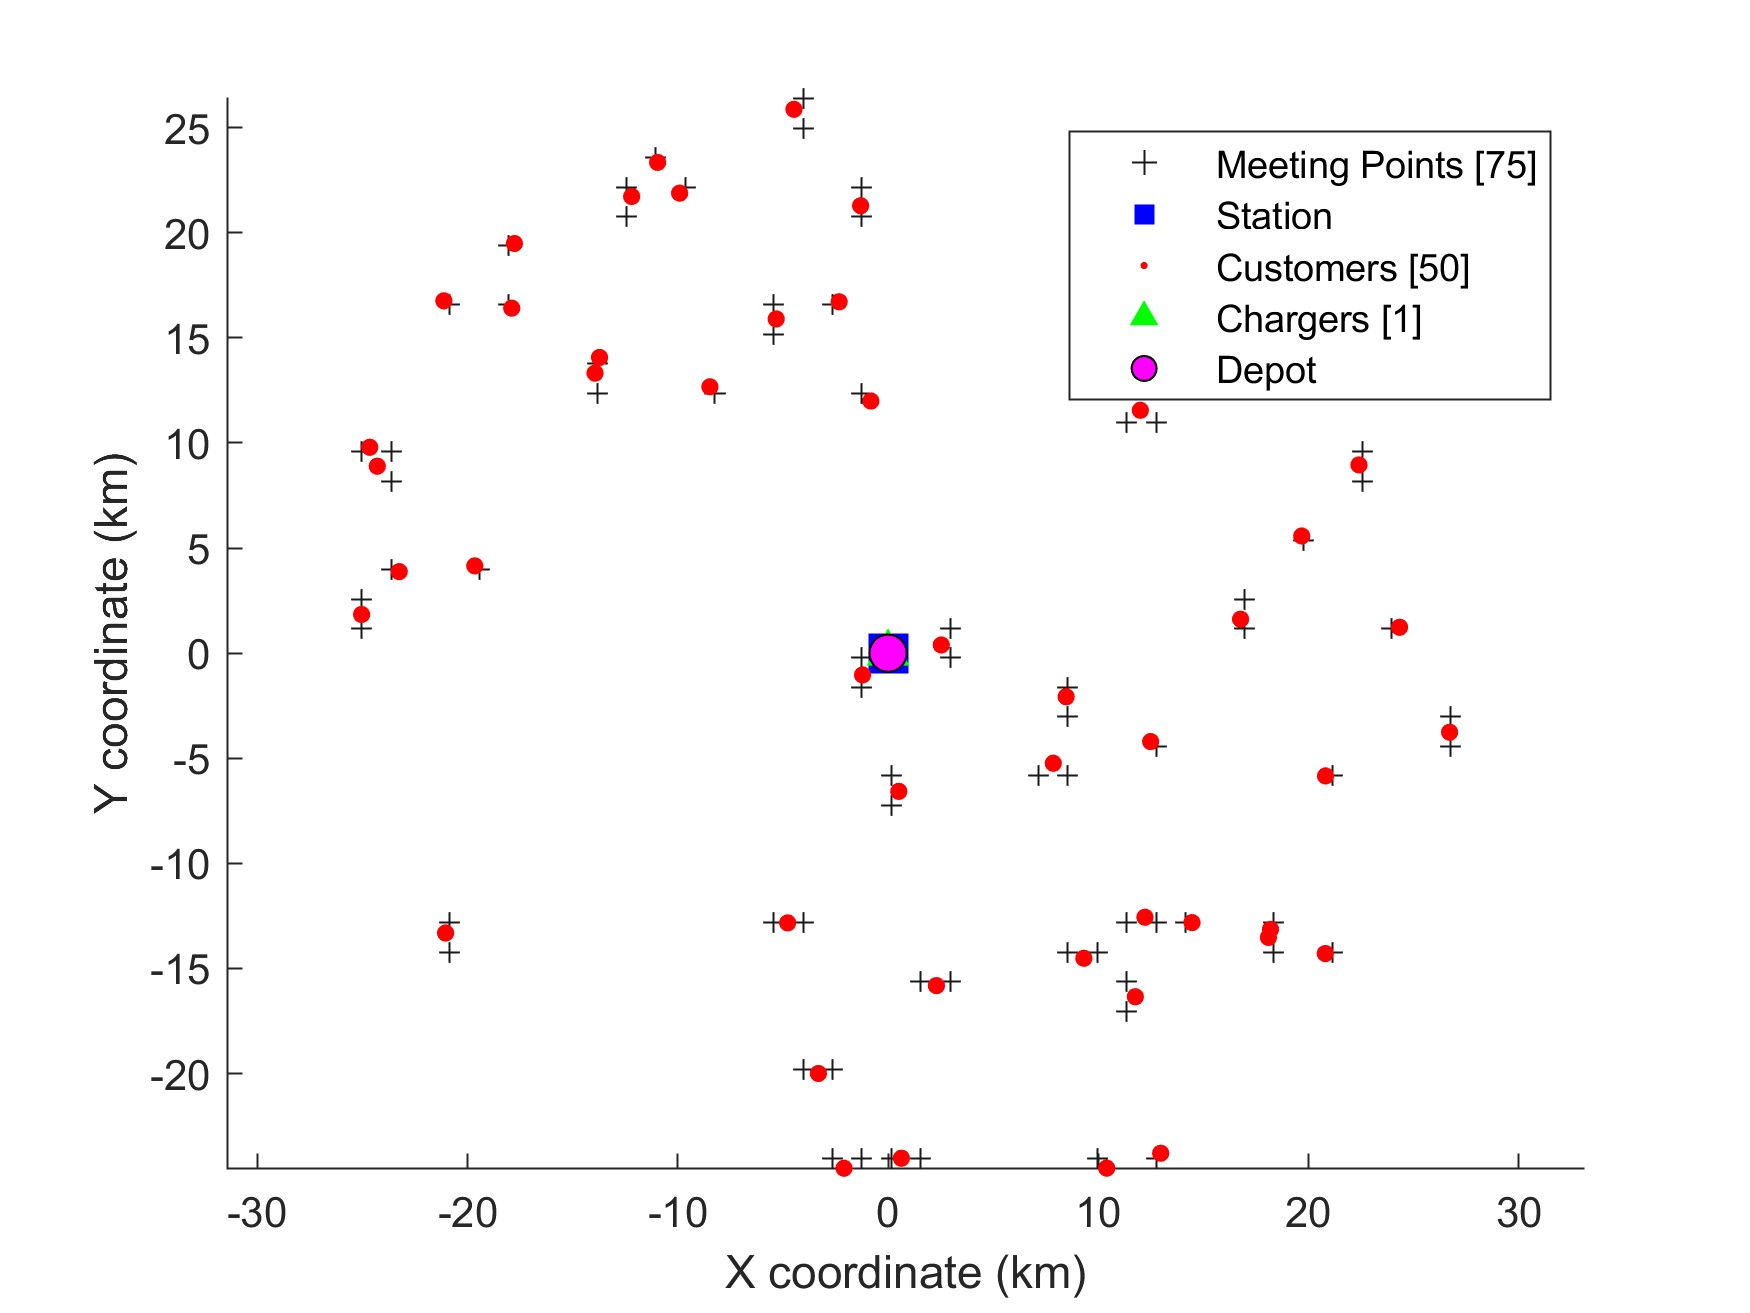 25
20
15
10
5
0
-5
-10
-15
-20
Y coordinate (km)
Meeting Points [75]
Station
Customers [50]
Chargers [1]
Depot
-30 -20 -10 0 10 20 30
X coordinate (km)